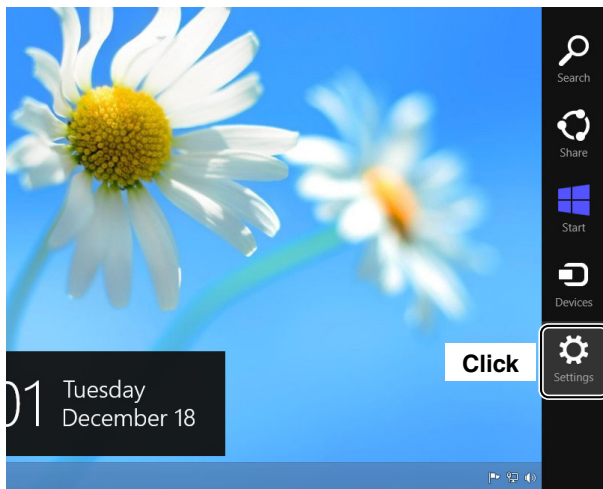 Search
Share
Start
Devices
Click
Settings
01
Tuesday
December 18